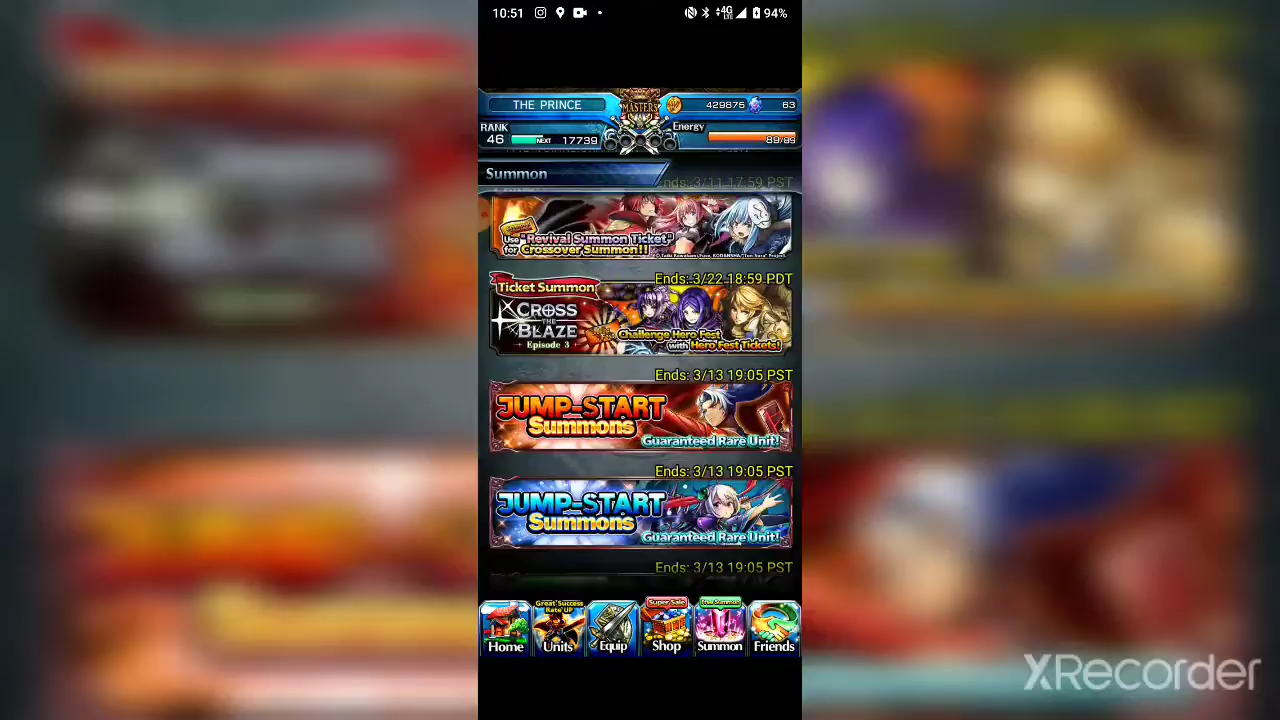 10:51
4G
94%
THE PRINCE
MASTERS
429875
63
RANK
46
NEXT 17739
Energy
89/99
Summon
Ends: 3/11 17:59 PST
Use "Revival Summon Ticket"
for Crossover Summon!!
Ends: 3/22 18:59 PDT
Ticket Summon
CROSS
THE
BLAZE
Episode 3
Challenge Hero Fest
with Hero Fest Tickets!
Ends: 3/13 19:05 PST
JUMP-START
Summons
Guaranteed Rare Unit!
Ends: 3/13 19:05 PST
JUMP-START
Summons
Guaranteed Rare Unit!
Ends: 3/13 19:05 PST
Great Success
Rate UP
Super Sale
Home
Units
Equip
Shop
Summon
Friends
XRecorder